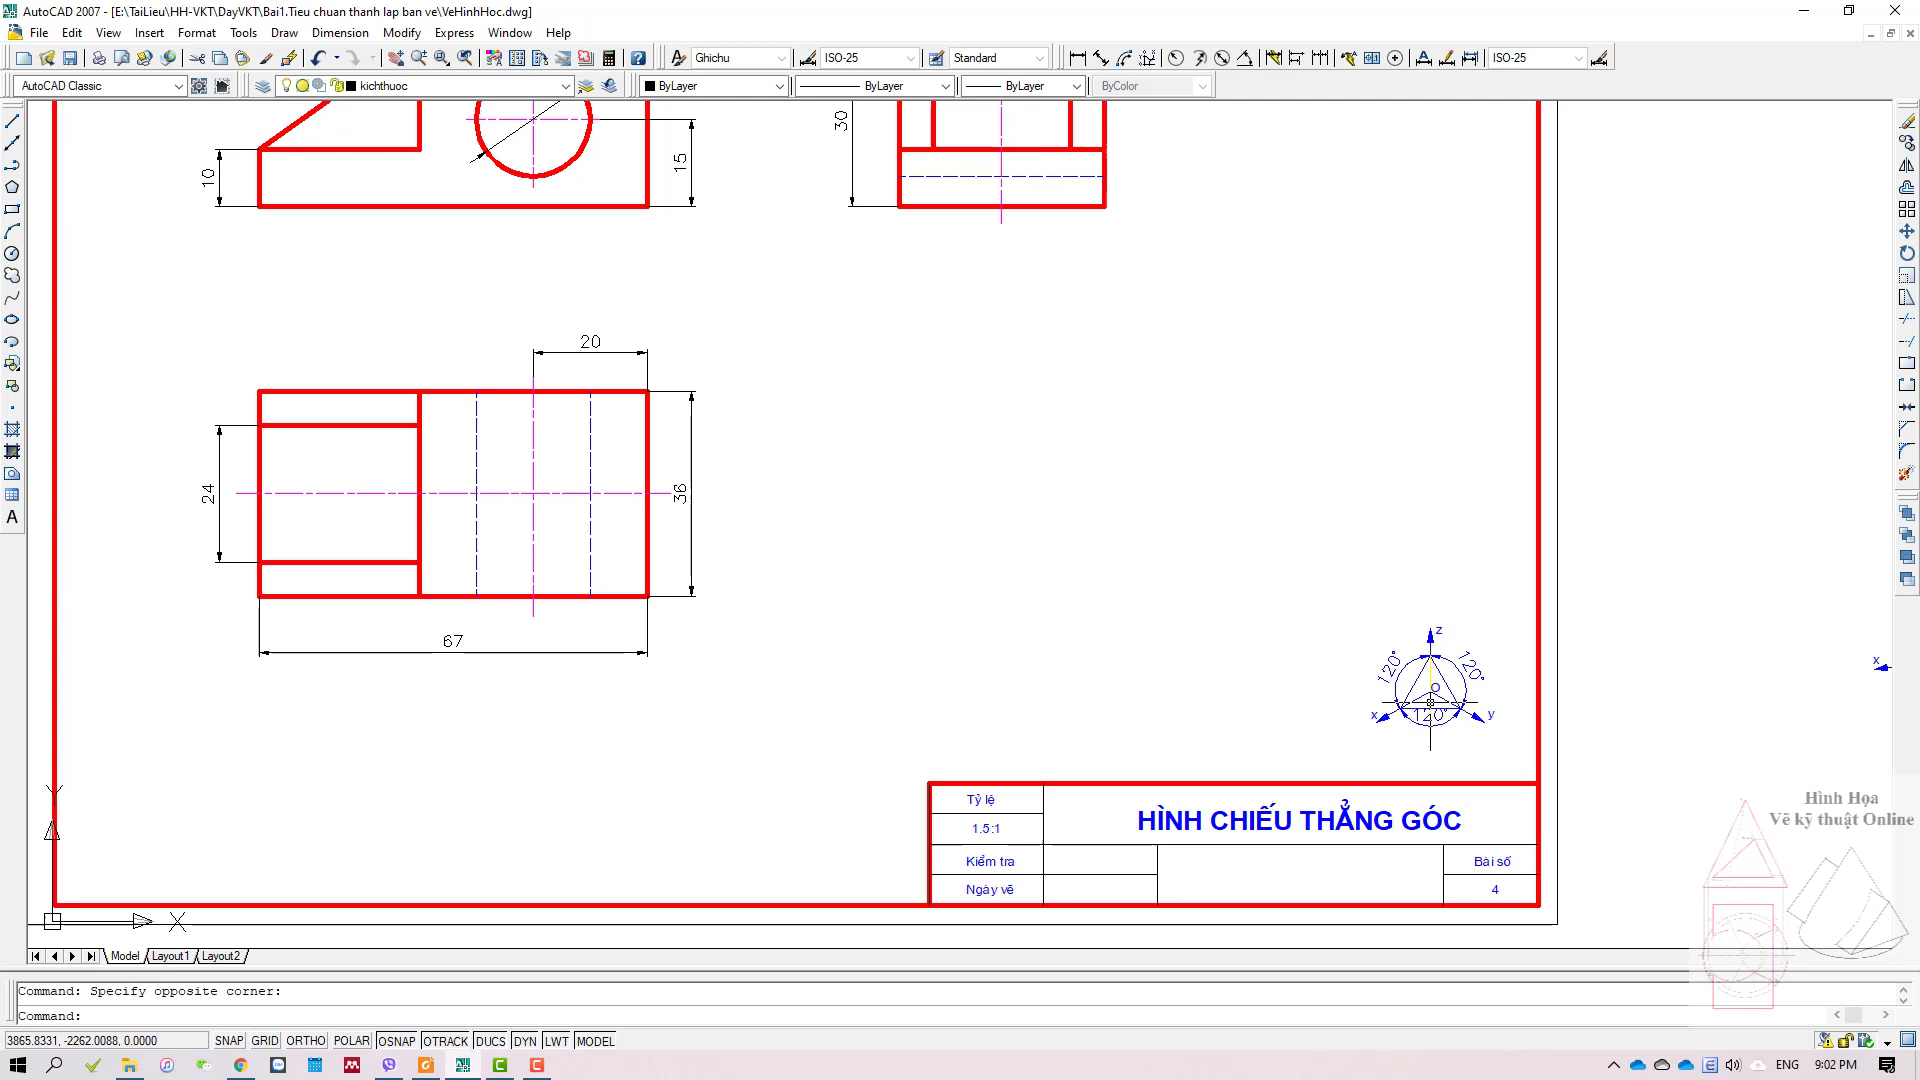 AutoCAD 2007 - [E:\TaiLieu\HH-VKT\DayVKT\Bai1.Tieu chuan thanh lap ban ve\VeHinhHoc.dwg]
File Edit View Insert Format Tools Draw Dimension Modify Express Window Help
Ghichu ISO-25 Standard ISO-25
AutoCAD Classic kichthuoc ByLayer ByLayer ByLayer ByColor
10
15
30
20
24
36
67
z
120°
120°
O
x
120°
y
x
Tỷ lệ
1.5:1
HÌNH CHIẾU THẲNG GÓC
Kiểm tra
Bài số
Ngày vẽ
4
Hình Họa
Vẽ kỹ thuật Online
Y
X
A
Model Layout1 Layout2
Command: Specify opposite corner:
Command:
3865.8331, -2262.0088, 0.0000 SNAP GRID ORTHO POLAR OSNAP OTRACK DUCS DYN LWT MODEL
ENG 9:02 PM